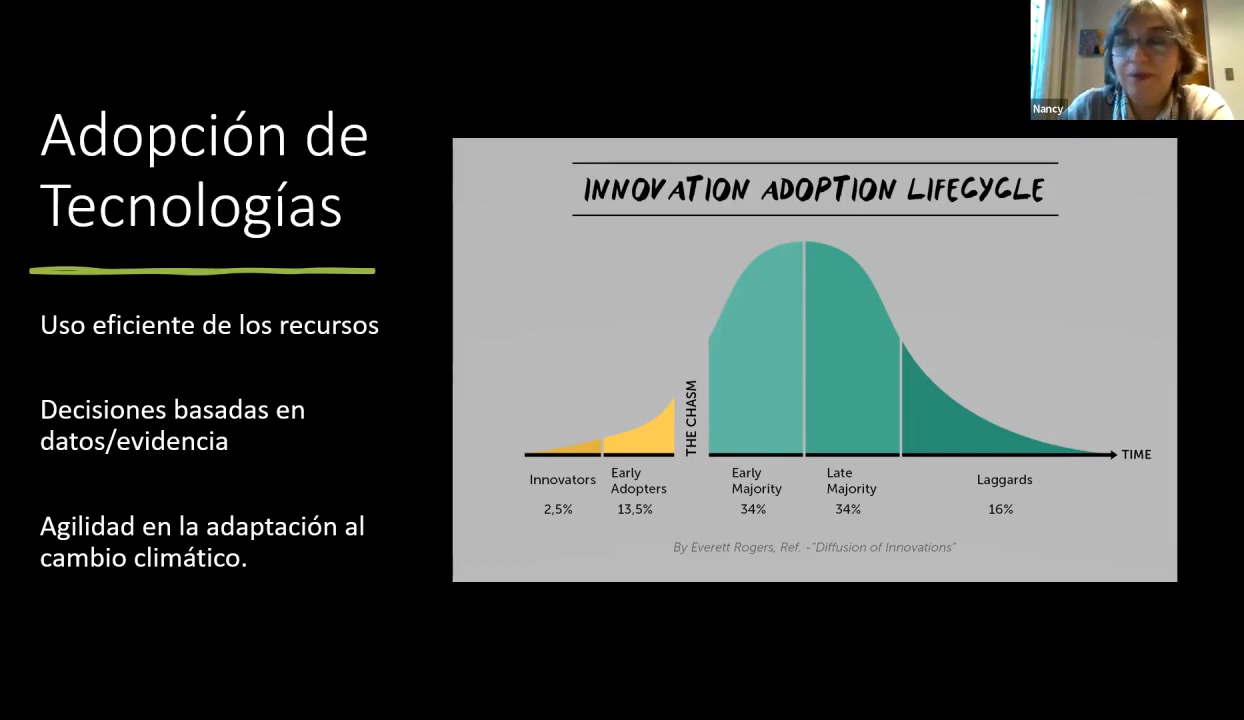 Nancy
Adopción de
Tecnologías
Uso eficiente de los recursos
Decisiones basadas en
datos/evidencia
Agilidad en la adaptación al
cambio climático.
INNOVATION ADOPTION LIFECYCLE
THE CHASM
TIME
Innovators
2,5%
Early
Adopters
13,5%
Early
Majority
34%
Late
Majority
34%
Laggards
16%
By Everett Rogers, Ref. -"Diffusion of Innovations"